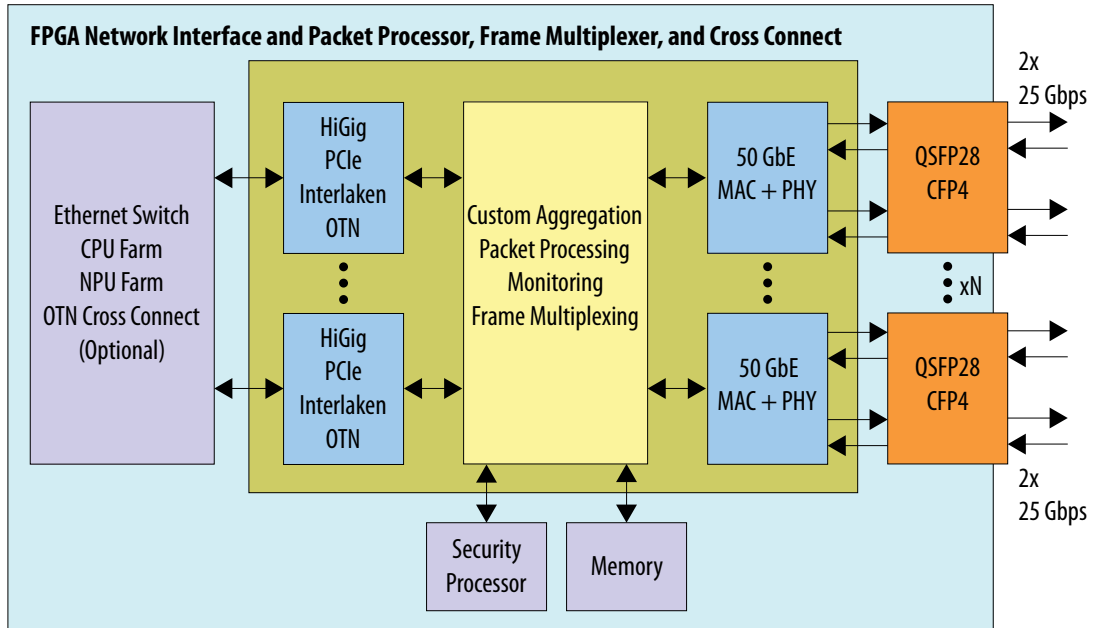 FPGA Network Interface and Packet Processor, Frame Multiplexer, and Cross Connect
2x
25 Gbps
Ethernet Switch
CPU Farm
NPU Farm
OTN Cross Connect
(Optional)
HiGig
PCIe
Interlaken
OTN
HiGig
PCIe
Interlaken
OTN
Custom Aggregation
Packet Processing
Monitoring
Frame Multiplexing
50 GbE
MAC + PHY
50 GbE
MAC + PHY
QSFP28
CFP4
xN
QSFP28
CFP4
2x
25 Gbps
Security
Processor
Memory